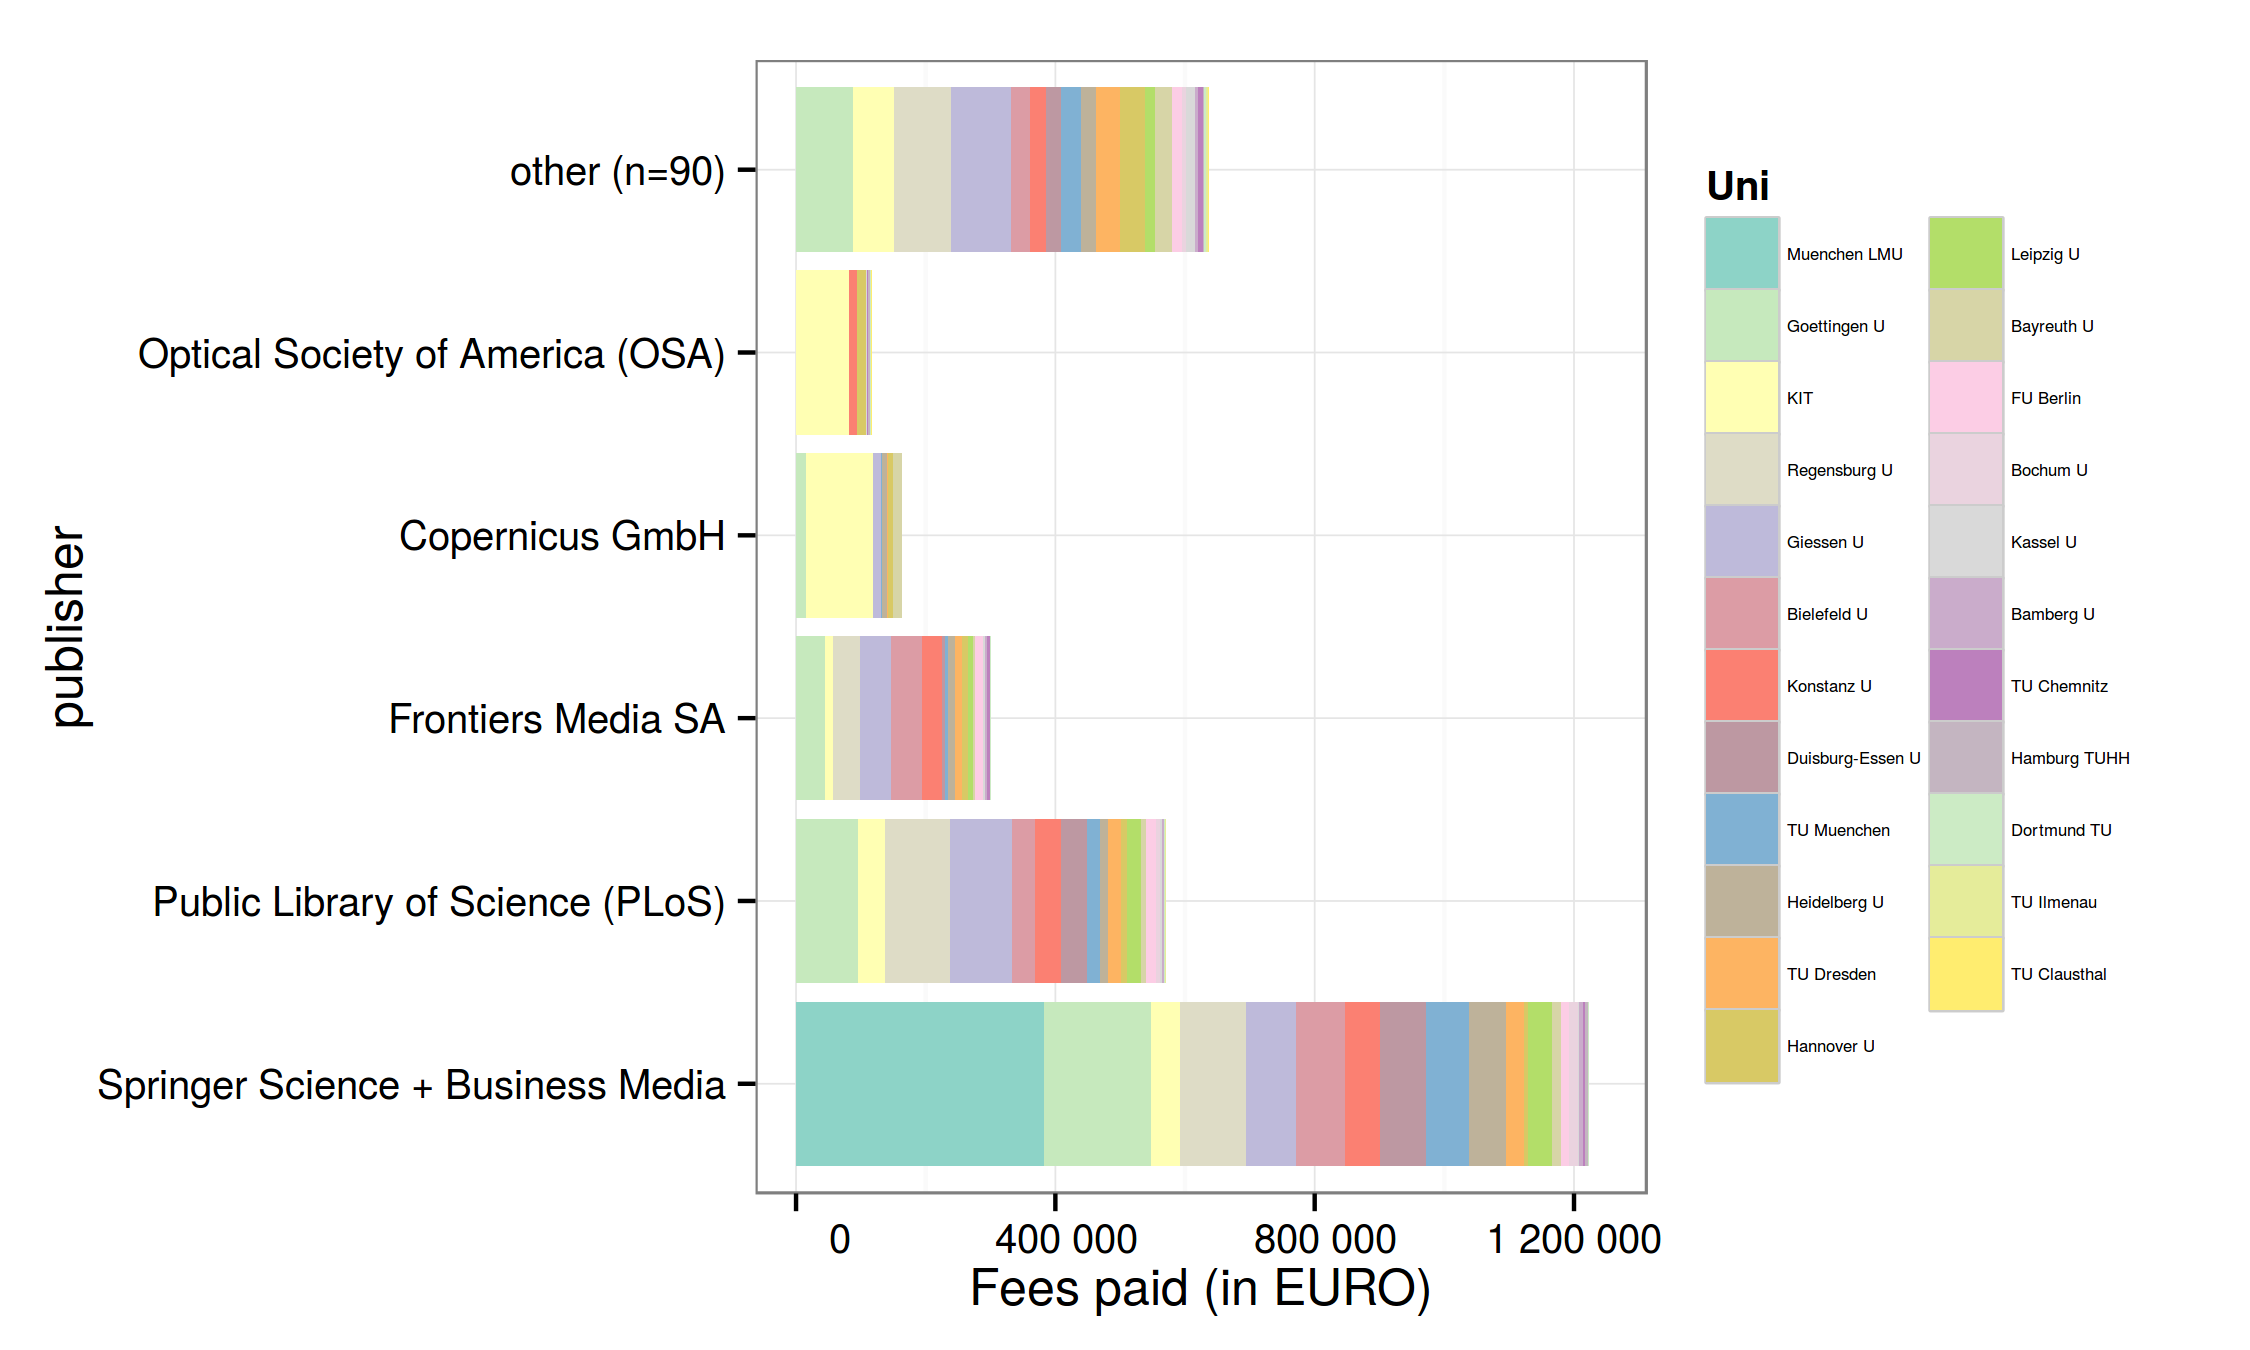 publisher
other (n=90)
Optical Society of America (OSA)
Copernicus GmbH
Frontiers Media SA
Public Library of Science (PLoS)
Springer Science + Business Media
0
400 000
800 000
1 200 000
Fees paid (in EURO)
Uni
Muenchen LMU
Goettingen U
KIT
Regensburg U
Giessen U
Bielefeld U
Konstanz U
Duisburg-Essen U
TU Muenchen
Heidelberg U
TU Dresden
Hannover U
Leipzig U
Bayreuth U
FU Berlin
Bochum U
Kassel U
Bamberg U
TU Chemnitz
Hamburg TUHH
Dortmund TU
TU Ilmenau
TU Clausthal